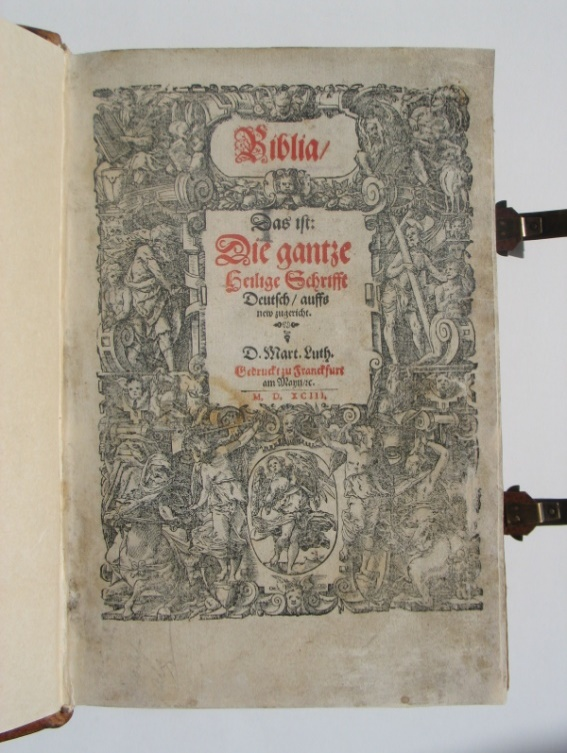 Biblia/
Das ist:
Die gantze
Heilige Schrifft
Deutsch/ auffs
new zugericht.
D. Mart. Luth.
Gedruckt zu Franckfurt
am Mayn/ ꝛc.
M. D. XCIII.